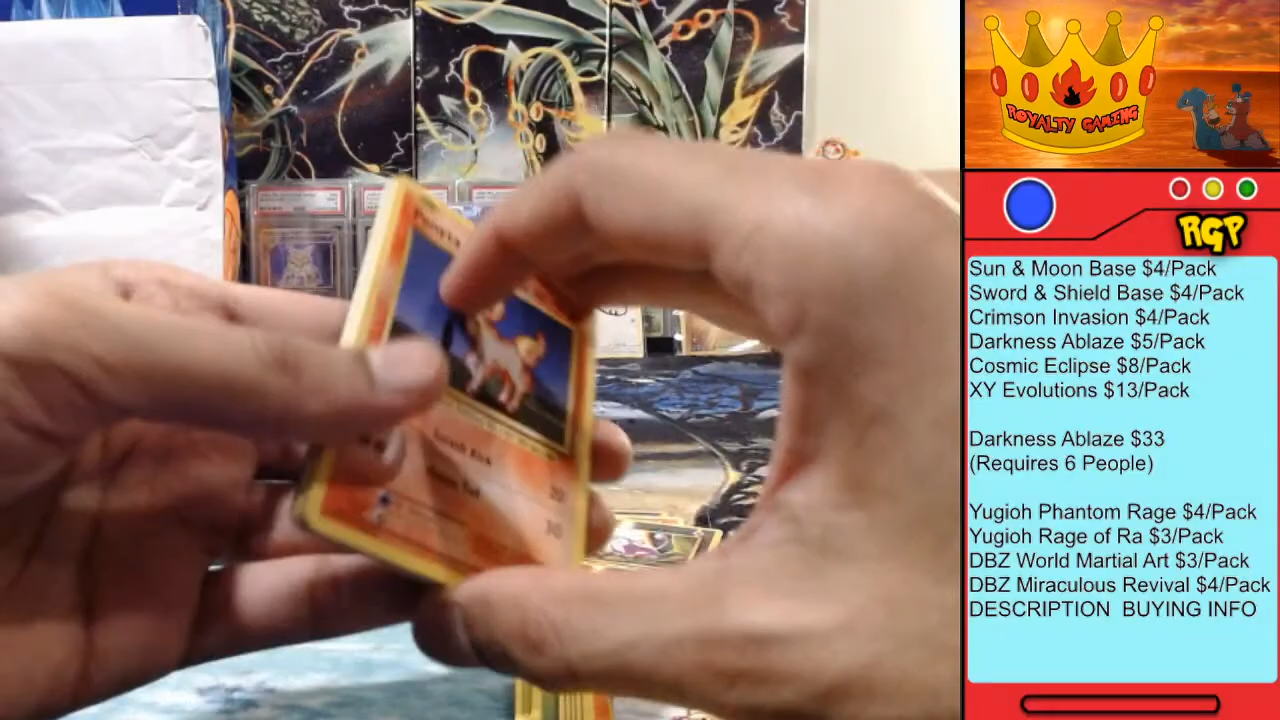 ROYALTY GAMING
RGP
Sun & Moon Base $4/Pack
Sword & Shield Base $4/Pack
Crimson Invasion $4/Pack
Darkness Ablaze $5/Pack
Cosmic Eclipse $8/Pack
XY Evolutions $13/Pack
Darkness Ablaze $33
(Requires 6 People)
Yugioh Phantom Rage $4/Pack
Yugioh Rage of Ra $3/Pack
DBZ World Martial Art $3/Pack
DBZ Miraculous Revival $4/Pack
DESCRIPTION BUYING INFO
Smash Kick
30